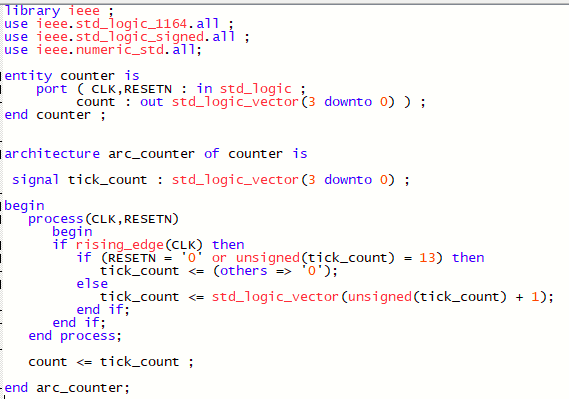 library ieee ;
use ieee.std_logic_1164.all ;
use ieee.std_logic_signed.all ;
use ieee.numeric_std.all;
entity counter is
port ( CLK,RESETN : in std_logic ;
count : out std_logic_vector(3 downto 0) ) ;
end counter ;
architecture arc_counter of counter is
signal tick_count : std_logic_vector(3 downto 0) ;
begin
process(CLK,RESETN)
begin
if rising_edge(CLK) then
if (RESETN = '0' or unsigned(tick_count) = 13) then
tick_count <= (others => '0');
else
tick_count <= std_logic_vector(unsigned(tick_count) + 1);
end if;
end if;
end process;
count <= tick_count ;
end arc_counter;